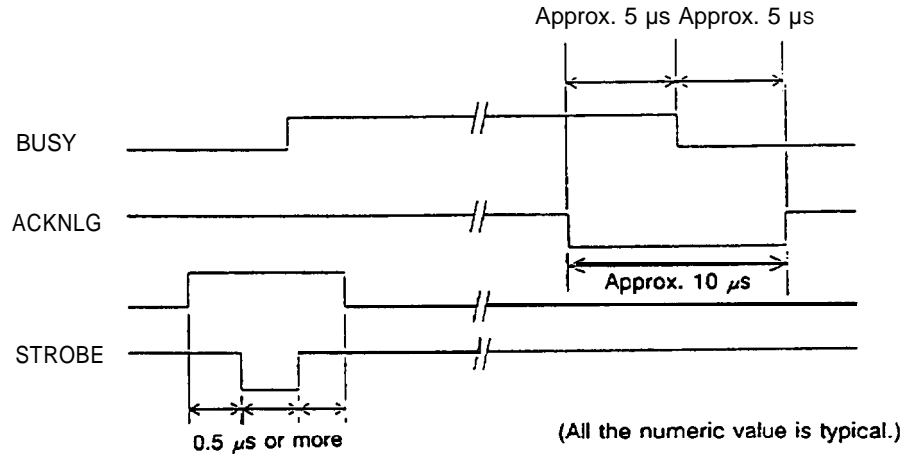 Approx. 5 µs Approx. 5 µs
BUSY
ACKNLG
Approx. 10 µs
STROBE
0.5 µs or more
(All the numeric value is typical.)